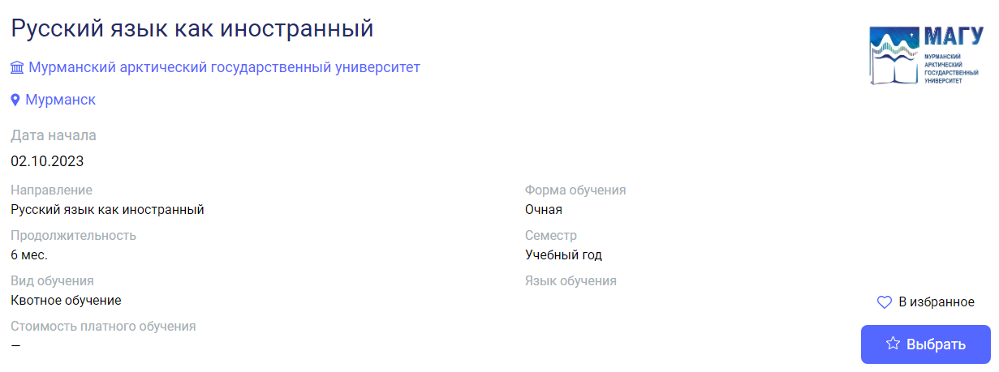 Русский язык как иностранный
МАГУ
МУРМАНСКИЙ
АРКТИЧЕСКИЙ
ГОСУДАРСТВЕННЫЙ
УНИВЕРСИТЕТ
Мурманский арктический государственный университет
Мурманск
Дата начала
02.10.2023
Направление
Русский язык как иностранный
Форма обучения
Очная
Продолжительность
6 мес.
Семестр
Учебный год
Вид обучения
Квотное обучение
Язык обучения
Стоимость платного обучения
—
В избранное
Выбрать